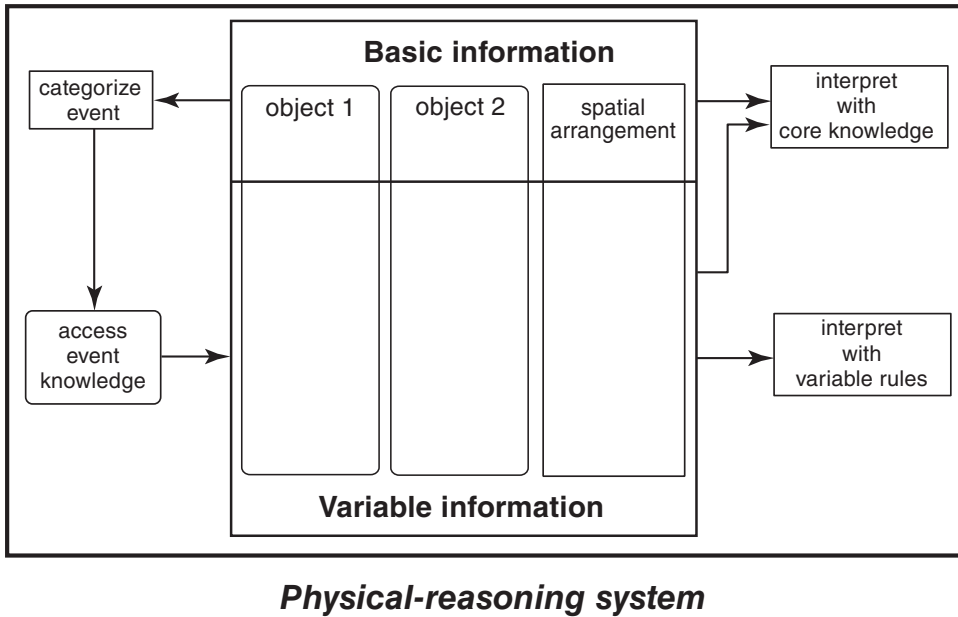 Basic information
categorize
event
object 1
object 2
spatial
arrangement
interpret
with
core knowledge
access
event
knowledge
interpret
with
variable rules
Variable information
Physical-reasoning system